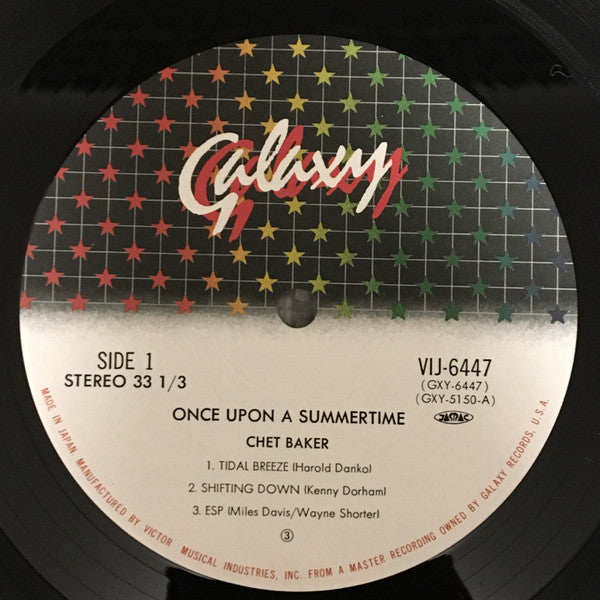 Galaxy
SIDE 1
STEREO 33 1/3
VIJ-6447
(GXY-6447)
(GXY-5150-A)
JASRAC
ONCE UPON A SUMMERTIME
CHET BAKER
1. TIDAL BREEZE (Harold Danko)
2. SHIFTING DOWN (Kenny Dorham)
3. ESP (Miles Davis/Wayne Shorter)
③
MADE IN JAPAN MANUFACTURED BY VICTOR MUSICAL INDUSTRIES, INC. FROM A MASTER RECORDING OWNED BY GALAXY RECORDS, U.S.A.